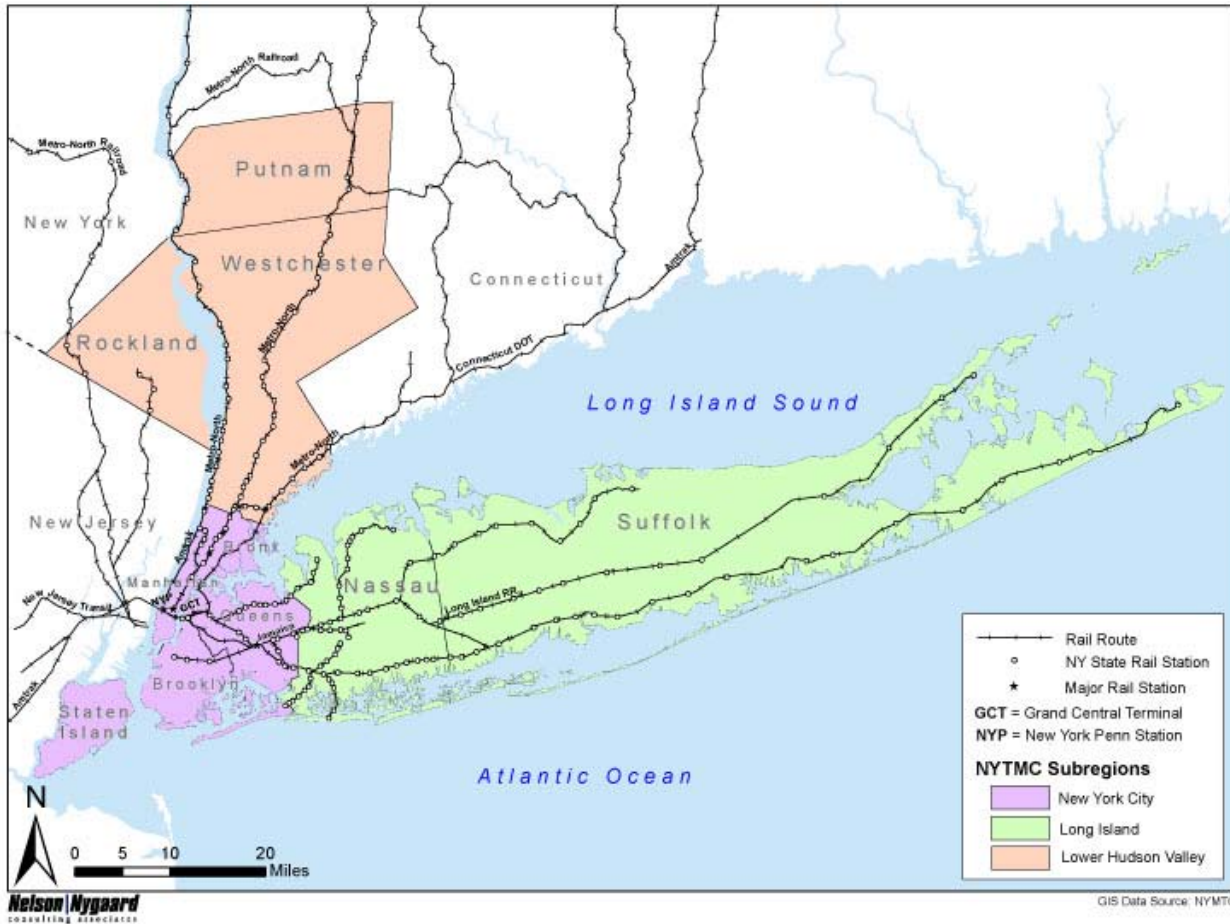 Metro-North Railroad
Metro-North Railroad
Putnam
New York
Westchester
Connecticut
Amtrak
Rockland
Metro-North
Connecticut DOT
Long Island Sound
Metro-North
Metro-North
New Jersey
Suffolk
Amtrak
Bronx
Manhattan
Nassau
New Jersey Transit
NYP
GCT
Queens
Long Island RR
Jamaica
Brooklyn
Amtrak
Staten
Island
Atlantic Ocean
Rail Route
NY State Rail Station
Major Rail Station
GCT = Grand Central Terminal
NYP = New York Penn Station
NYTMC Subregions
New York City
Long Island
Lower Hudson Valley
N
0 5 10 20
Miles
Nelson|Nygaard
consulting associates
GIS Data Source: